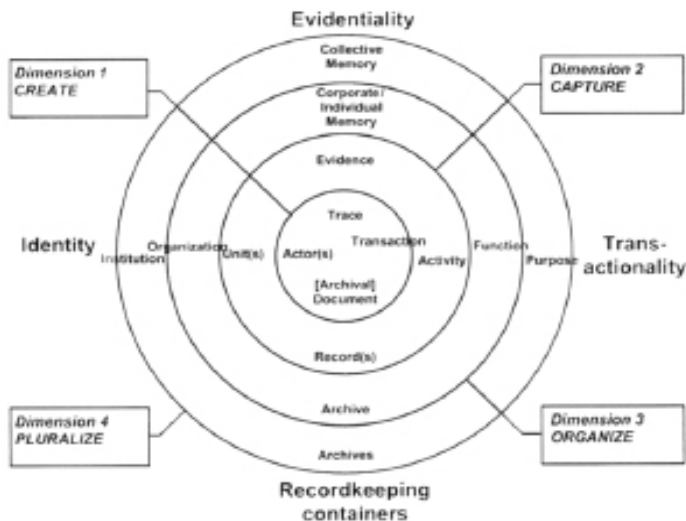 Evidentiality
Collective
Memory
Dimension 1
CREATE
Dimension 2
CAPTURE
Corporate/
Individual
Memory
Evidence
Trace
Transaction
Identity
Institution
Organization
Unit(s)
Actor(s)
Activity
Function
Purpose
Trans-
actionality
[Archival]
Document
Record(s)
Archive
Archives
Dimension 4
PLURALIZE
Dimension 3
ORGANIZE
Recordkeeping
containers